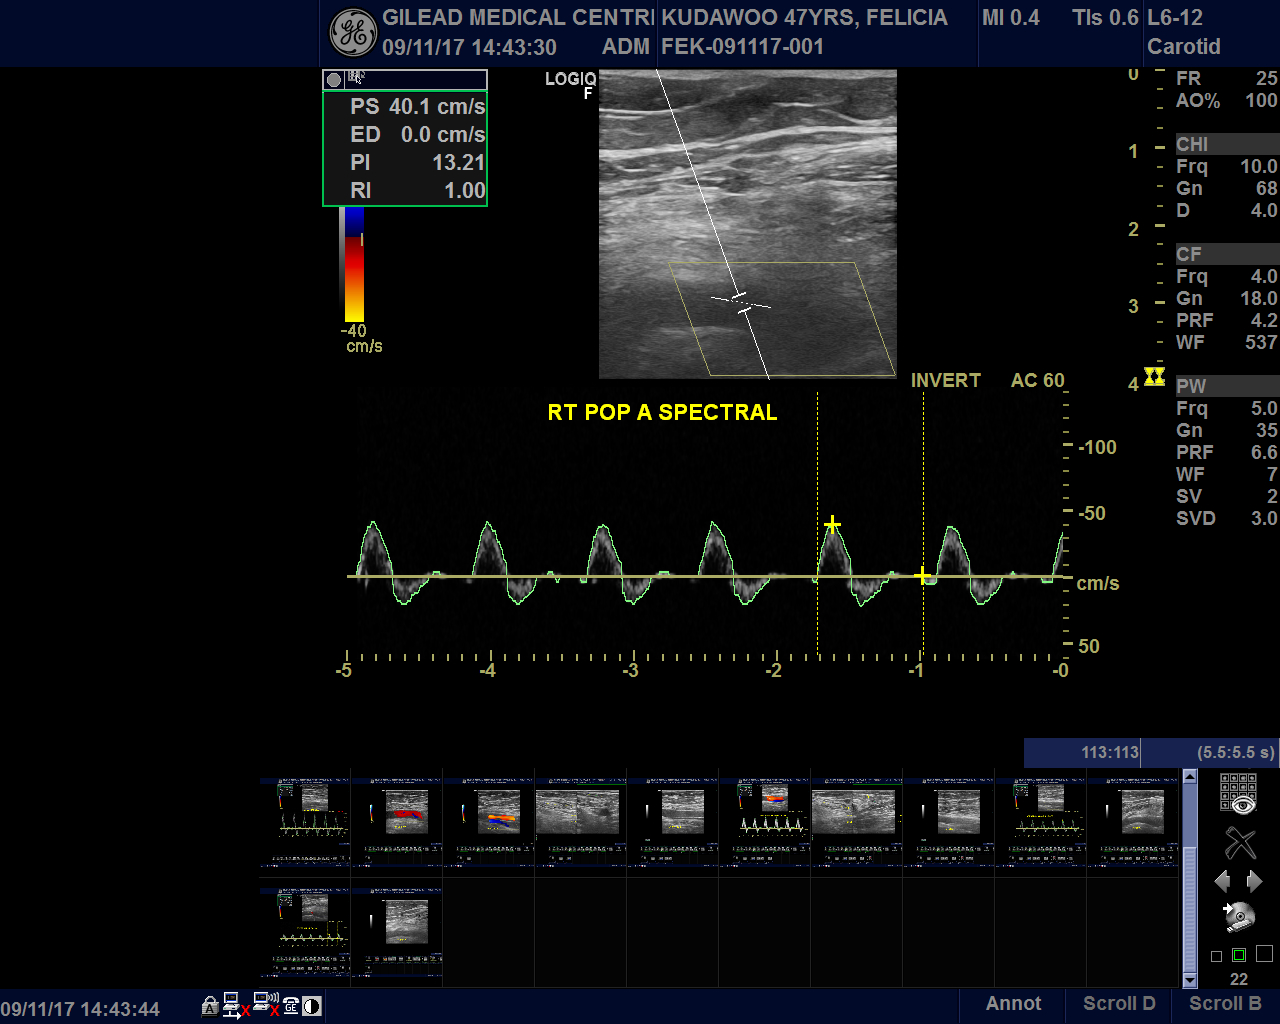 GILEAD MEDICAL CENTR
KUDAWOO 47YRS, FELICIA
MI 0.4
TIs 0.6
L6-12
09/11/17 14:43:30
ADM
FEK-091117-001
Carotid
PS 40.1 cm/s
ED 0.0 cm/s
PI 13.21
RI 1.00
-40
cm/s
LOGIQ
F
0
1
2
3
4
FR 25
AO% 100
CHI
Frq 10.0
Gn 68
D 4.0
CF
Frq 4.0
Gn 18.0
PRF 4.2
WF 537
PW
Frq 5.0
Gn 35
PRF 6.6
WF 7
SV 2
SVD 3.0
INVERT
AC 60
RT POP A SPECTRAL
-100
-50
cm/s
50
-5 -4 -3 -2 -1 -0
113:113
(5.5:5.5 s)
22
09/11/17 14:43:44
A
GE
Annot
Scroll D
Scroll B